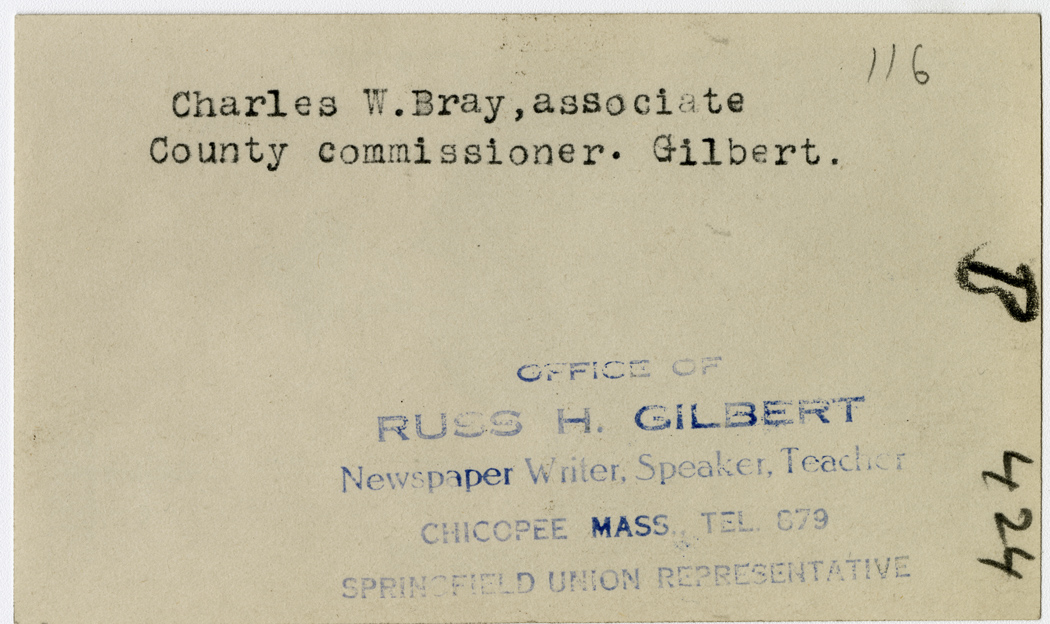 116
Charles W.Bray,associate
County commissioner. Gilbert.
B
OFFICE OF
RUSS H. GILBERT
Newspaper Writer, Speaker, Teacher
CHICOPEE MASS., TEL. 679
SPRINGFIELD UNION REPRESENTATIVE
424